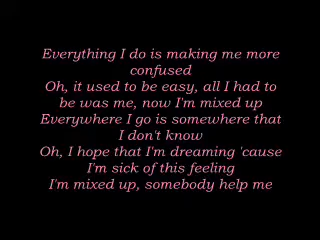 Everything I do is making me more
confused
Oh, it used to be easy, all I had to
be was me, now I'm mixed up
Everywhere I go is somewhere that
I don't know
Oh, I hope that I'm dreaming 'cause
I'm sick of this feeling
I'm mixed up, somebody help me